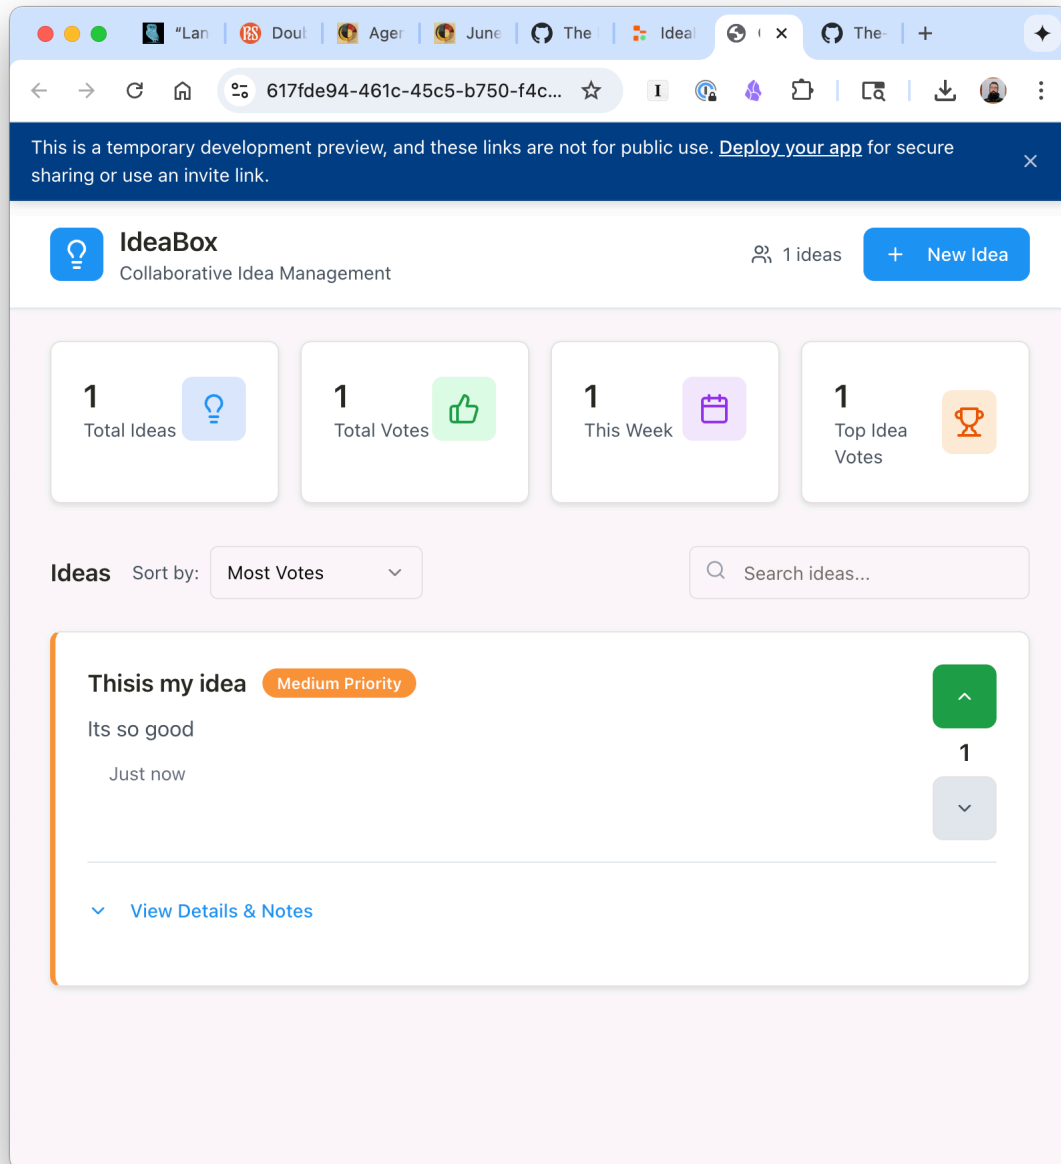 "Lan
Doul
Ager
June
The
Ideal
The-
617fde94-461c-45c5-b750-f4c...
I
This is a temporary development preview, and these links are not for public use. Deploy your app for secure
sharing or use an invite link.
IdeaBox
Collaborative Idea Management
1 ideas
New Idea
1
Total Ideas
1
Total Votes
1
This Week
1
Top Idea
Votes
Ideas
Sort by:
Most Votes
Search ideas...
Thisis my idea
Medium Priority
Its so good
Just now
1
View Details & Notes